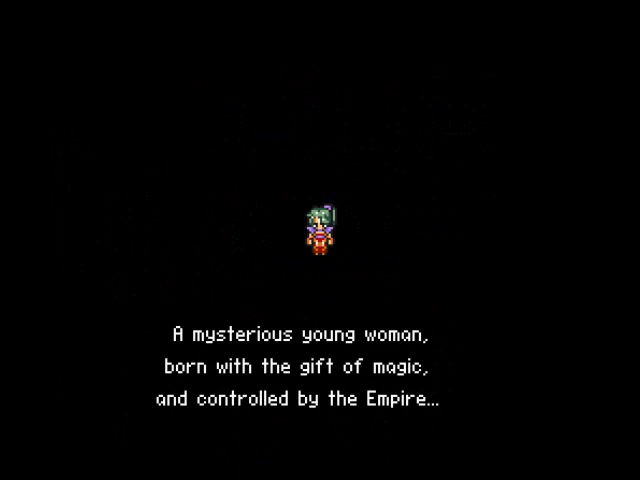 A mysterious young woman,
born with the gift of magic,
and controlled by the Empire...